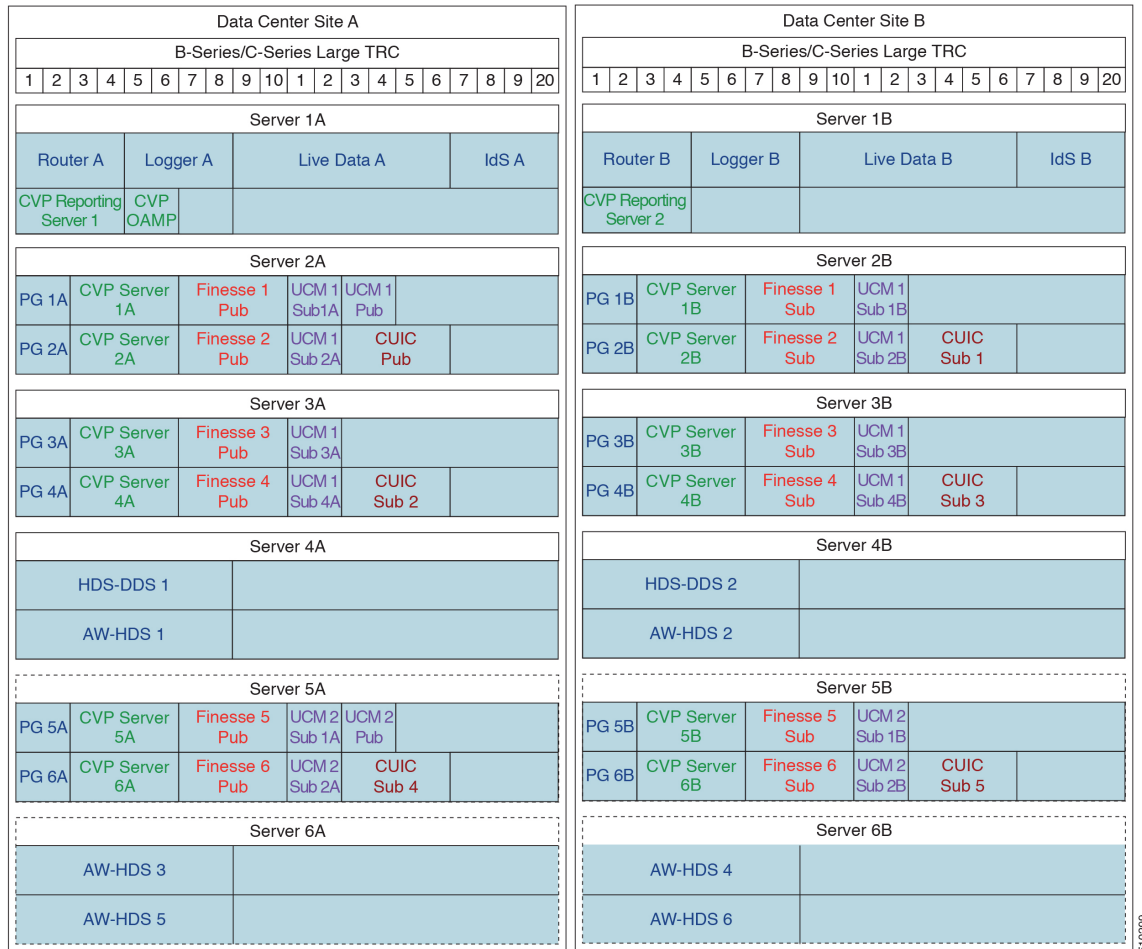 Data Center Site A
B-Series/C-Series Large TRC
1 2 3 4 5 6 7 8 9 10 1 2 3 4 5 6 7 8 9 20
Server 1A
Router A Logger A Live Data A IdS A
CVP Reporting
Server 1
CVP
OAMP
Server 2A
PG 1A
CVP Server
1A
Finesse 1
Pub
UCM 1
Sub1A
UCM 1
Pub
PG 2A
CVP Server
2A
Finesse 2
Pub
UCM 1
Sub 2A
CUIC
Pub
Server 3A
PG 3A
CVP Server
3A
Finesse 3
Pub
UCM 1
Sub 3A
PG 4A
CVP Server
4A
Finesse 4
Pub
UCM 1
Sub 4A
CUIC
Sub 2
Server 4A
HDS-DDS 1
AW-HDS 1
Server 5A
PG 5A
CVP Server
5A
Finesse 5
Pub
UCM 2
Sub 1A
UCM 2
Pub
PG 6A
CVP Server
6A
Finesse 6
Pub
UCM 2
Sub 2A
CUIC
Sub 4
Server 6A
AW-HDS 3
AW-HDS 5
Data Center Site B
B-Series/C-Series Large TRC
1 2 3 4 5 6 7 8 9 10 1 2 3 4 5 6 7 8 9 20
Server 1B
Router B Logger B Live Data B IdS B
CVP Reporting
Server 2
Server 2B
PG 1B
CVP Server
1B
Finesse 1
Sub
UCM 1
Sub 1B
PG 2B
CVP Server
2B
Finesse 2
Sub
UCM 1
Sub 2B
CUIC
Sub 1
Server 3B
PG 3B
CVP Server
3B
Finesse 3
Sub
UCM 1
Sub 3B
PG 4B
CVP Server
4B
Finesse 4
Sub
UCM 1
Sub 4B
CUIC
Sub 3
Server 4B
HDS-DDS 2
AW-HDS 2
Server 5B
PG 5B
CVP Server
5B
Finesse 5
Sub
UCM 2
Sub 1B
PG 6B
CVP Server
6B
Finesse 6
Sub
UCM 2
Sub 2B
CUIC
Sub 5
Server 6B
AW-HDS 4
AW-HDS 6